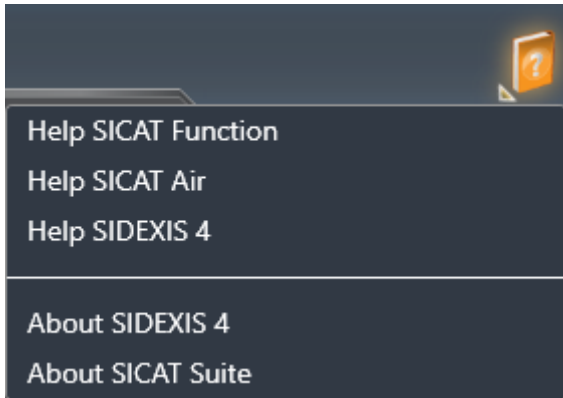 Help SICAT Function
Help SICAT Air
Help SIDEXIS 4
About SIDEXIS 4
About SICAT Suite